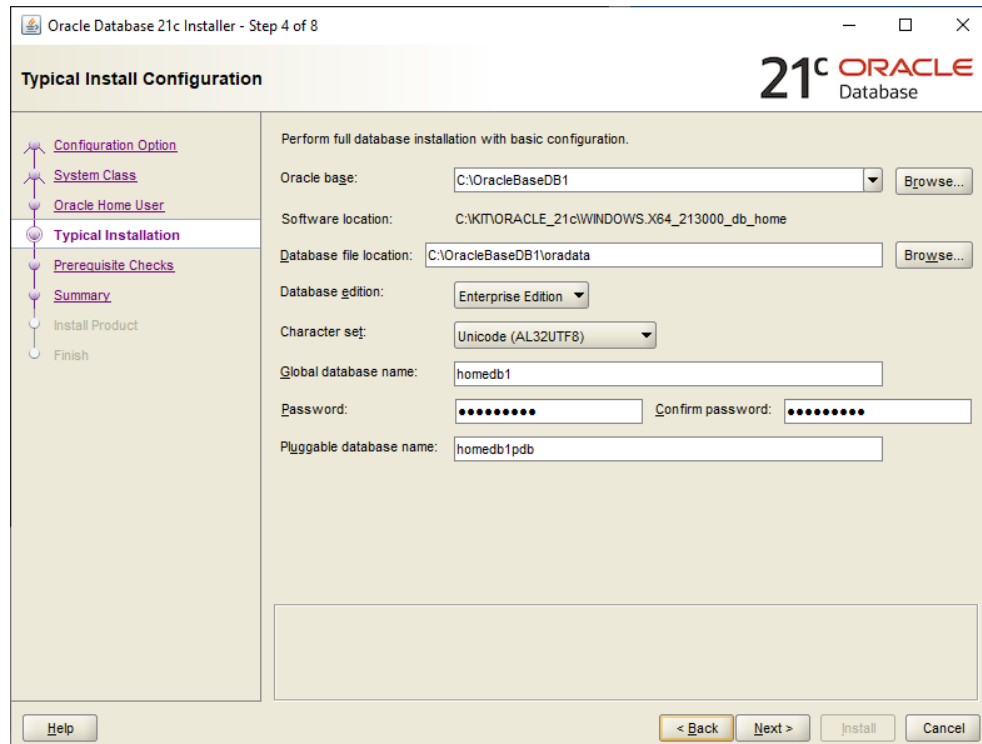 Oracle Database 21c Installer - Step 4 of 8
Typical Install Configuration
21c ORACLE
Database
Configuration Option
System Class
Oracle Home User
Typical Installation
Prerequisite Checks
Summary
Install Product
Finish
Perform full database installation with basic configuration.
Oracle base: C:\OracleBaseDB1 Browse...
Software location: C:\KIT\ORACLE_21c\WINDOWS.X64_213000_db_home
Database file location: C:\OracleBaseDB1\oradata Browse...
Database edition: Enterprise Edition
Character set: Unicode (AL32UTF8)
Global database name: homedb1
Password: ●●●●●●●●● Confirm password: ●●●●●●●●●
Pluggable database name: homedb1pdb
Help < Back Next > Install Cancel